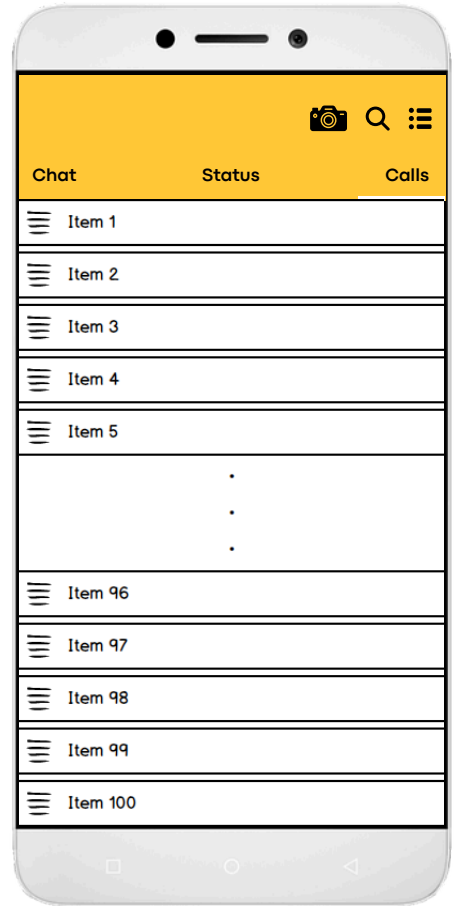 Chat Status Calls
Item 1
Item 2
Item 3
Item 4
Item 5
.
.
.
Item 96
Item 97
Item 98
Item 99
Item 100